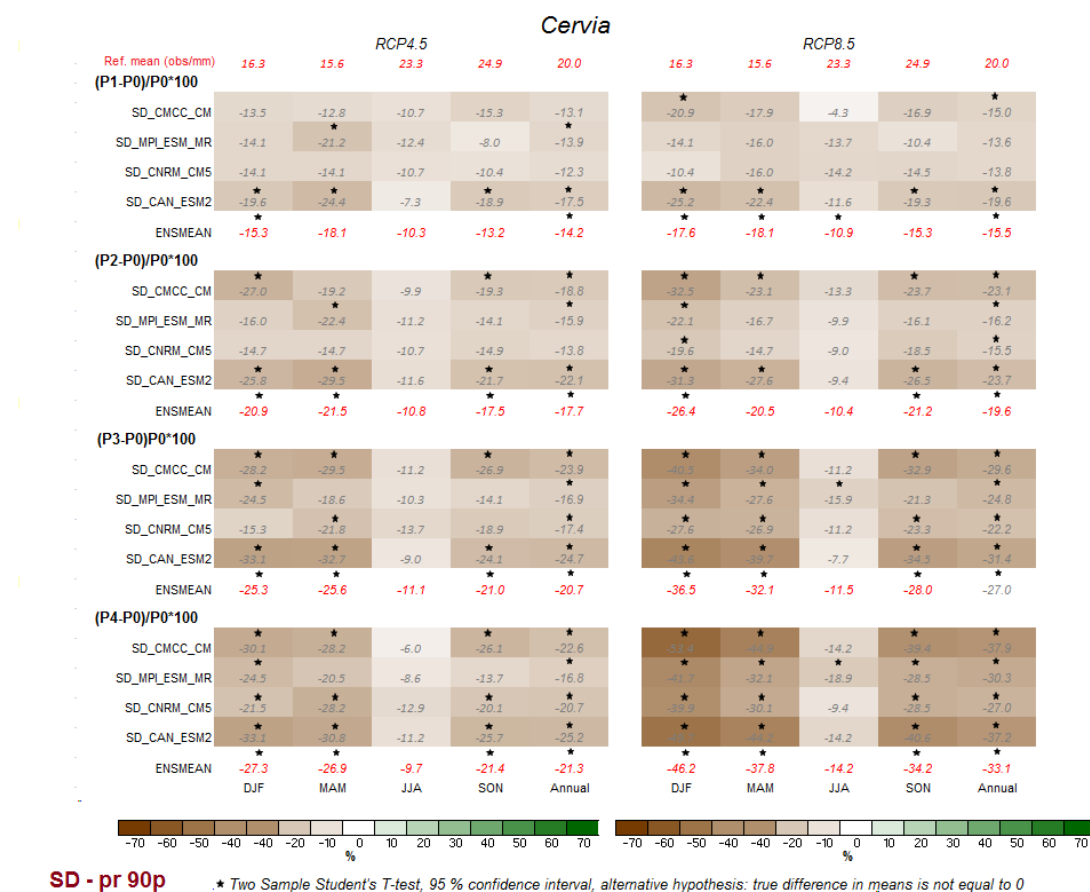 Cervia
RCP4.5 RCP8.5
Ref. mean (obs/mm) 16.3 15.6 23.3 24.9 20.0 16.3 15.6 23.3 24.9 20.0
(P1-P0)/P0*100
SD_CMCC_CM -13.5 -12.8 -10.7 -15.3 -13.1 -20.9 -17.9 -4.3 -16.9 -15.0
SD_MPI_ESM_MR -14.1 -21.2 -12.4 -8.0 -13.9 -14.1 -16.0 -13.7 -10.4 -13.6
SD_CNRM_CM5 -14.1 -14.1 -10.7 -10.4 -12.3 -10.4 -16.0 -14.2 -14.5 -13.8
SD_CAN_ESM2 -19.6 -24.4 -7.3 -18.9 -17.5 -25.2 -22.4 -11.6 -19.3 -19.6
ENSMEAN -15.3 -18.1 -10.3 -13.2 -14.2 -17.6 -18.1 -10.9 -15.3 -15.5
(P2-P0)/P0*100
SD_CMCC_CM -27.0 -19.2 -9.9 -19.3 -18.8 -32.5 -23.1 -13.3 -23.7 -23.1
SD_MPI_ESM_MR -16.0 -22.4 -11.2 -14.1 -15.9 -22.1 -16.7 -9.9 -16.1 -16.2
SD_CNRM_CM5 -14.7 -14.7 -10.7 -14.9 -13.8 -19.6 -14.7 -9.0 -18.5 -15.5
SD_CAN_ESM2 -25.8 -29.5 -11.6 -21.7 -22.1 -31.3 -27.6 -9.4 -26.5 -23.7
ENSMEAN -20.9 -21.5 -10.8 -17.5 -17.7 -26.4 -20.5 -10.4 -21.2 -19.6
(P3-P0)P0*100
SD_CMCC_CM -28.2 -29.5 -11.2 -26.9 -23.9 -40.5 -34.0 -11.2 -32.9 -29.6
SD_MPI_ESM_MR -24.5 -18.6 -10.3 -14.1 -16.9 -34.4 -27.6 -15.9 -21.3 -24.8
SD_CNRM_CM5 -15.3 -21.8 -13.7 -18.9 -17.4 -27.6 -26.9 -11.2 -23.3 -22.2
SD_CAN_ESM2 -33.1 -32.7 -9.0 -24.1 -24.7 -43.6 -39.7 -7.7 -34.5 -31.4
ENSMEAN -25.3 -25.6 -11.1 -21.0 -20.7 -36.5 -32.1 -11.5 -28.0 -27.0
(P4-P0)/P0*100
SD_CMCC_CM -30.1 -28.2 -6.0 -26.1 -22.6 -44.9 -14.2 -39.4 -37.9
SD_MPI_ESM_MR -24.5 -20.5 -8.6 -13.7 -16.8 -41.7 -32.1 -18.9 -28.5 -30.3
SD_CNRM_CM5 -21.5 -28.2 -12.9 -20.1 -20.7 -39.9 -30.1 -9.4 -28.5 -27.0
SD_CAN_ESM2 -33.1 -30.8 -11.2 -25.7 -25.2 -44.2 -14.2 -40.6 -37.2
ENSMEAN -27.3 -26.9 -9.7 -21.4 -21.3 -46.2 -37.8 -14.2 -34.2 -33.1
DJF MAM JJA SON Annual DJF MAM JJA SON Annual
-70 -60 -50 -40 -40 -20 -10 0 10 20 30 40 50 60 70 -70 -60 -50 -40 -40 -20 -10 0 10 20 30 40 50 60 70
% %
SD - pr 90p ★ Two Sample Student's T-test, 95 % confidence interval, alternative hypothesis: true difference in means is not equal to 0